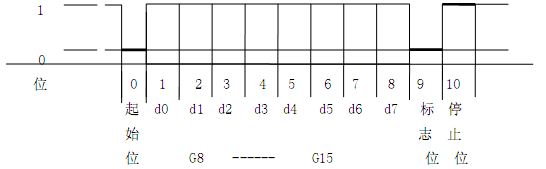 1
0
位 0 1 2 3 4 5 6 7 8 9 10
起 d0 d1 d2 d3 d4 d5 d6 d7 标 停
始 志 止
位 G8 ------ G15 位 位